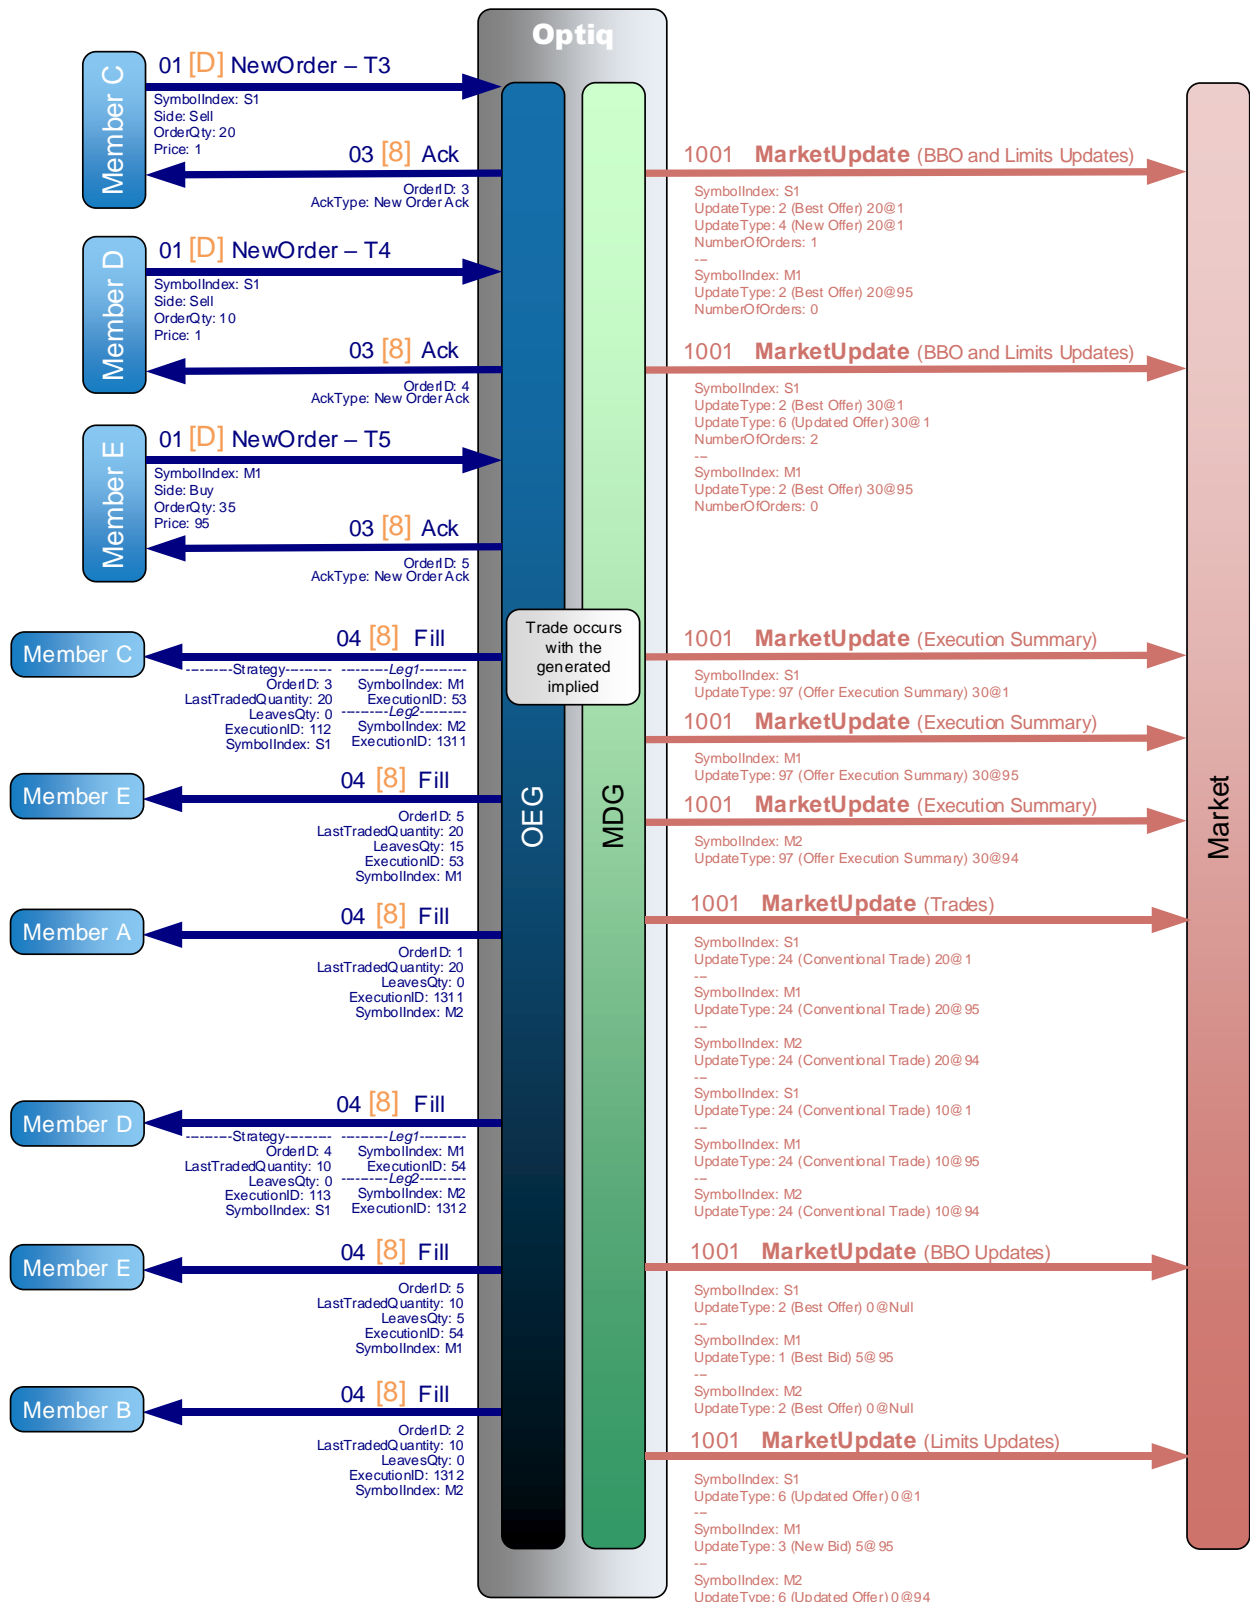 Optiq
Member C
01 [D] NewOrder – T3
SymbolIndex: S1
Side: Sell
OrderQty: 20
Price: 1
03 [8] Ack
OrderID: 3
AckType: New Order Ack
1001 MarketUpdate (BBO and Limits Updates)
SymbolIndex: S1
UpdateType: 2 (Best Offer) 20@1
UpdateType: 4 (New Offer) 20@1
NumberOfOrders: 1
---
SymbolIndex: M1
UpdateType: 2 (Best Offer) 20@95
NumberOfOrders: 0
Member D
01 [D] NewOrder – T4
SymbolIndex: S1
Side: Sell
OrderQty: 10
Price: 1
03 [8] Ack
OrderID: 4
AckType: New Order Ack
1001 MarketUpdate (BBO and Limits Updates)
SymbolIndex: S1
UpdateType: 2 (Best Offer) 30@1
UpdateType: 6 (Updated Offer) 30@1
NumberOfOrders: 2
---
SymbolIndex: M1
UpdateType: 2 (Best Offer) 30@95
NumberOfOrders: 0
Member E
01 [D] NewOrder – T5
SymbolIndex: M1
Side: Buy
OrderQty: 35
Price: 95
03 [8] Ack
OrderID: 5
AckType: New Order Ack
Trade occurs
with the
generated
implied
OEG
MDG
Market
Member C
04 [8] Fill
----------Strategy----------
OrderID: 3
LastTradedQuantity: 20
LeavesQty: 0
ExecutionID: 112
SymbolIndex: S1
----------Leg1----------
SymbolIndex: M1
ExecutionID: 53
----------Leg2----------
SymbolIndex: M2
ExecutionID: 1311
1001 MarketUpdate (Execution Summary)
SymbolIndex: S1
UpdateType: 97 (Offer Execution Summary) 30@1
1001 MarketUpdate (Execution Summary)
SymbolIndex: M1
UpdateType: 97 (Offer Execution Summary) 30@95
Member E
04 [8] Fill
OrderID: 5
LastTradedQuantity: 20
LeavesQty: 15
ExecutionID: 53
SymbolIndex: M1
1001 MarketUpdate (Execution Summary)
SymbolIndex: M2
UpdateType: 97 (Offer Execution Summary) 30@94
Member A
04 [8] Fill
OrderID: 1
LastTradedQuantity: 20
LeavesQty: 0
ExecutionID: 1311
SymbolIndex: M2
1001 MarketUpdate (Trades)
SymbolIndex: S1
UpdateType: 24 (Conventional Trade) 20@1
---
SymbolIndex: M1
UpdateType: 24 (Conventional Trade) 20@95
---
SymbolIndex: M2
UpdateType: 24 (Conventional Trade) 20@94
---
SymbolIndex: S1
UpdateType: 24 (Conventional Trade) 10@1
---
SymbolIndex: M1
UpdateType: 24 (Conventional Trade) 10@95
---
SymbolIndex: M2
UpdateType: 24 (Conventional Trade) 10@94
Member D
04 [8] Fill
----------Strategy----------
OrderID: 4
LastTradedQuantity: 10
LeavesQty: 0
ExecutionID: 113
SymbolIndex: S1
----------Leg1----------
SymbolIndex: M1
ExecutionID: 54
----------Leg2----------
SymbolIndex: M2
ExecutionID: 1312
Member E
04 [8] Fill
OrderID: 5
LastTradedQuantity: 10
LeavesQty: 5
ExecutionID: 54
SymbolIndex: M1
1001 MarketUpdate (BBO Updates)
SymbolIndex: S1
UpdateType: 2 (Best Offer) 0@Null
---
SymbolIndex: M1
UpdateType: 1 (Best Bid) 5@95
---
SymbolIndex: M2
UpdateType: 2 (Best Offer) 0@Null
Member B
04 [8] Fill
OrderID: 2
LastTradedQuantity: 10
LeavesQty: 0
ExecutionID: 1312
SymbolIndex: M2
1001 MarketUpdate (Limits Updates)
SymbolIndex: S1
UpdateType: 6 (Updated Offer) 0@1
---
SymbolIndex: M1
UpdateType: 3 (New Bid) 5@95
---
SymbolIndex: M2
UpdateType: 6 (Updated Offer) 0@94